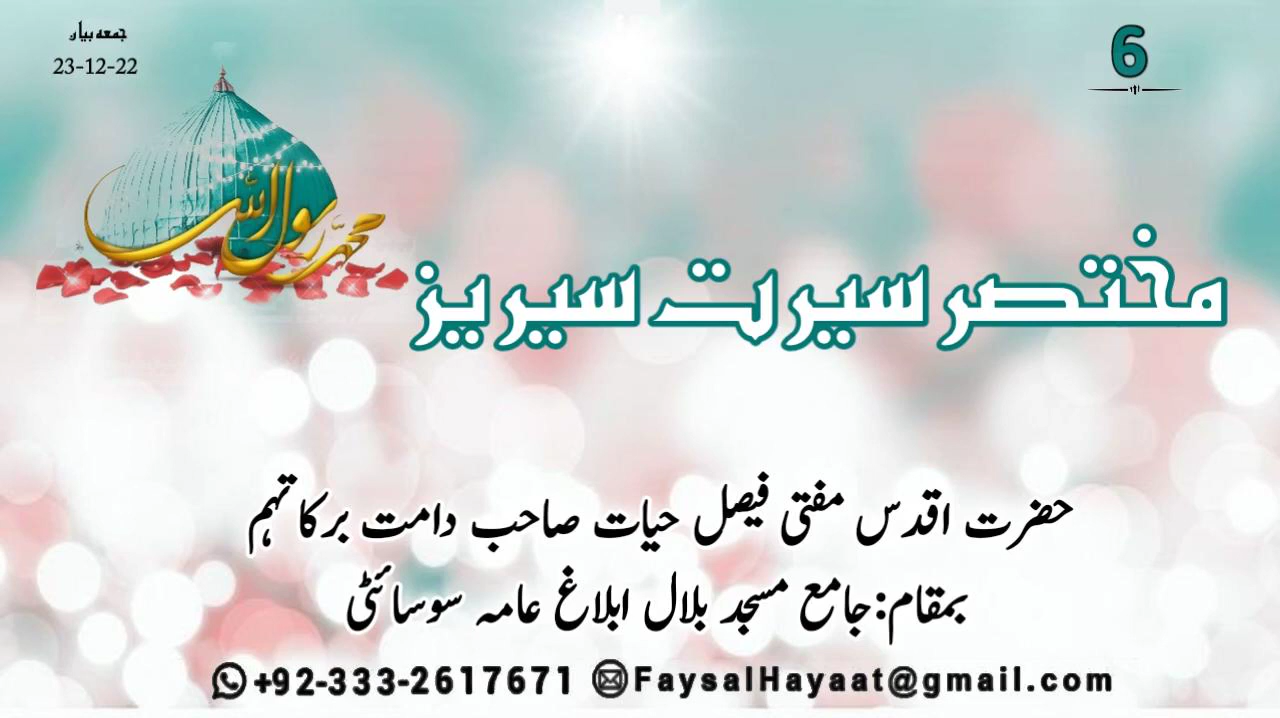 جمعہ بیان
23-12-22
6
محمد رسول اللہ
مختصر سیرت سیریز
حضرت اقدس مفتی فیصل حیات صاحب دامت برکاتہم
بمقام:جامع مسجد بلال ابلاغ عامہ سوسائٹی
+92-333-2617671 FaysalHayaat@gmail.com